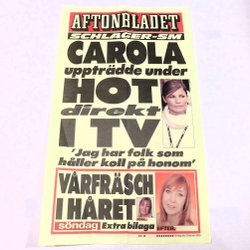 AFTONBLADET
SCHLAGER-SM
CAROLA
uppträdde under
HOT
direkt
I TV
'Jag har folk som
håller koll på honom'
VÅRFRÄSCH
I HÅRET
söndag Extra bilaga
EFTER